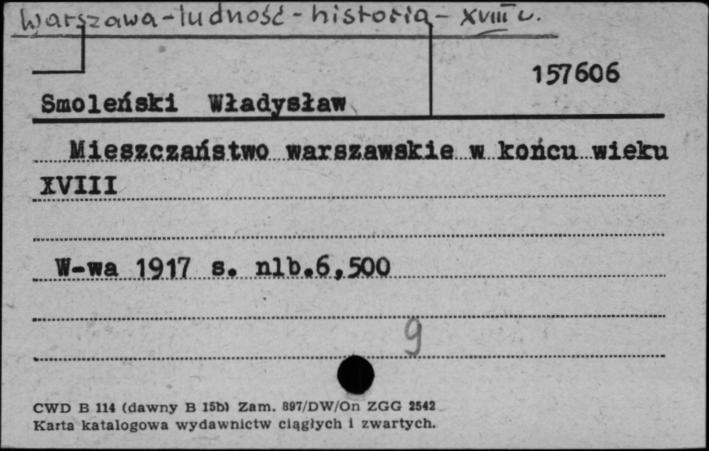 Warszawa-ludność-historia-XVIII w.
157606
Smoleński Władysław
Mieszczaństwo warszawskie w końcu wieku
XVIII
W-wa 1917 s. nlb.6,500
9
CWD B 114 (dawny B 15b) Zam. 897/DW/On ZGG 2542
Karta katalogowa wydawnictw ciągłych i zwartych.